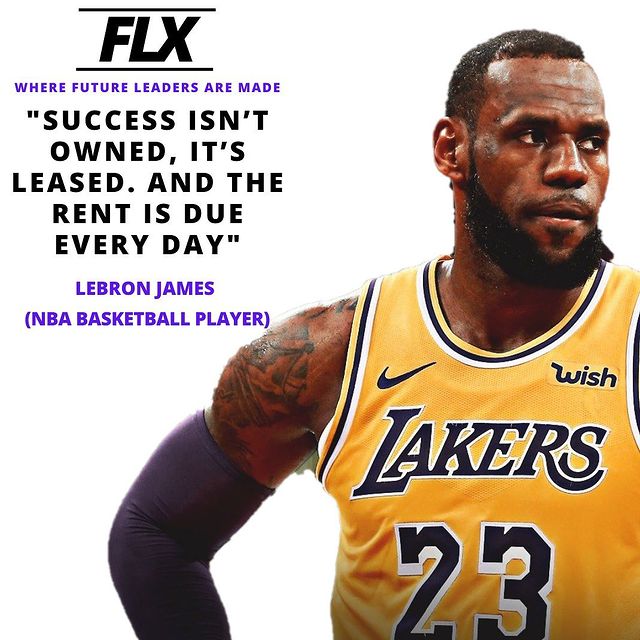 FLX
WHERE FUTURE LEADERS ARE MADE
"SUCCESS ISN’T
OWNED, IT’S
LEASED. AND THE
RENT IS DUE
EVERY DAY"
LEBRON JAMES
(NBA BASKETBALL PLAYER)
wish
LAKERS
23